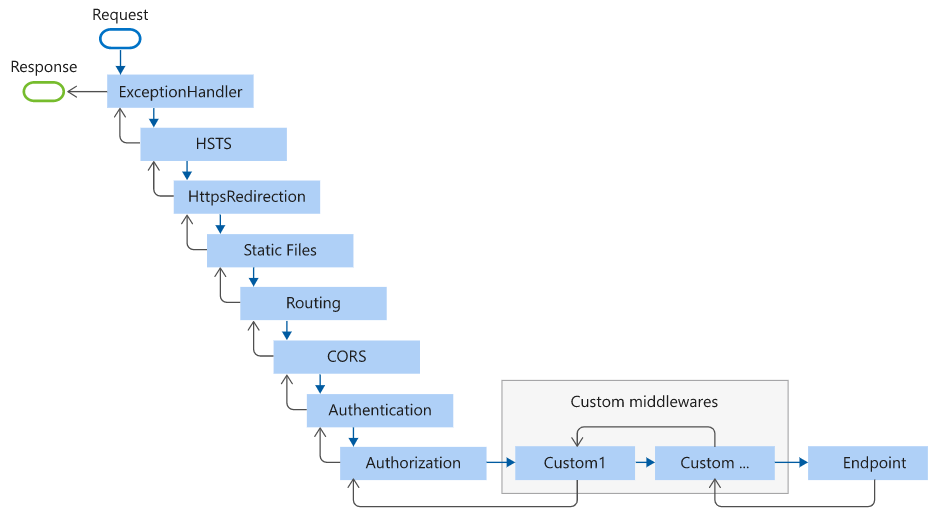 Request
Response
ExceptionHandler
HSTS
HttpsRedirection
Static Files
Routing
CORS
Authentication
Custom middlewares
Authorization
Custom1
Custom ...
Endpoint